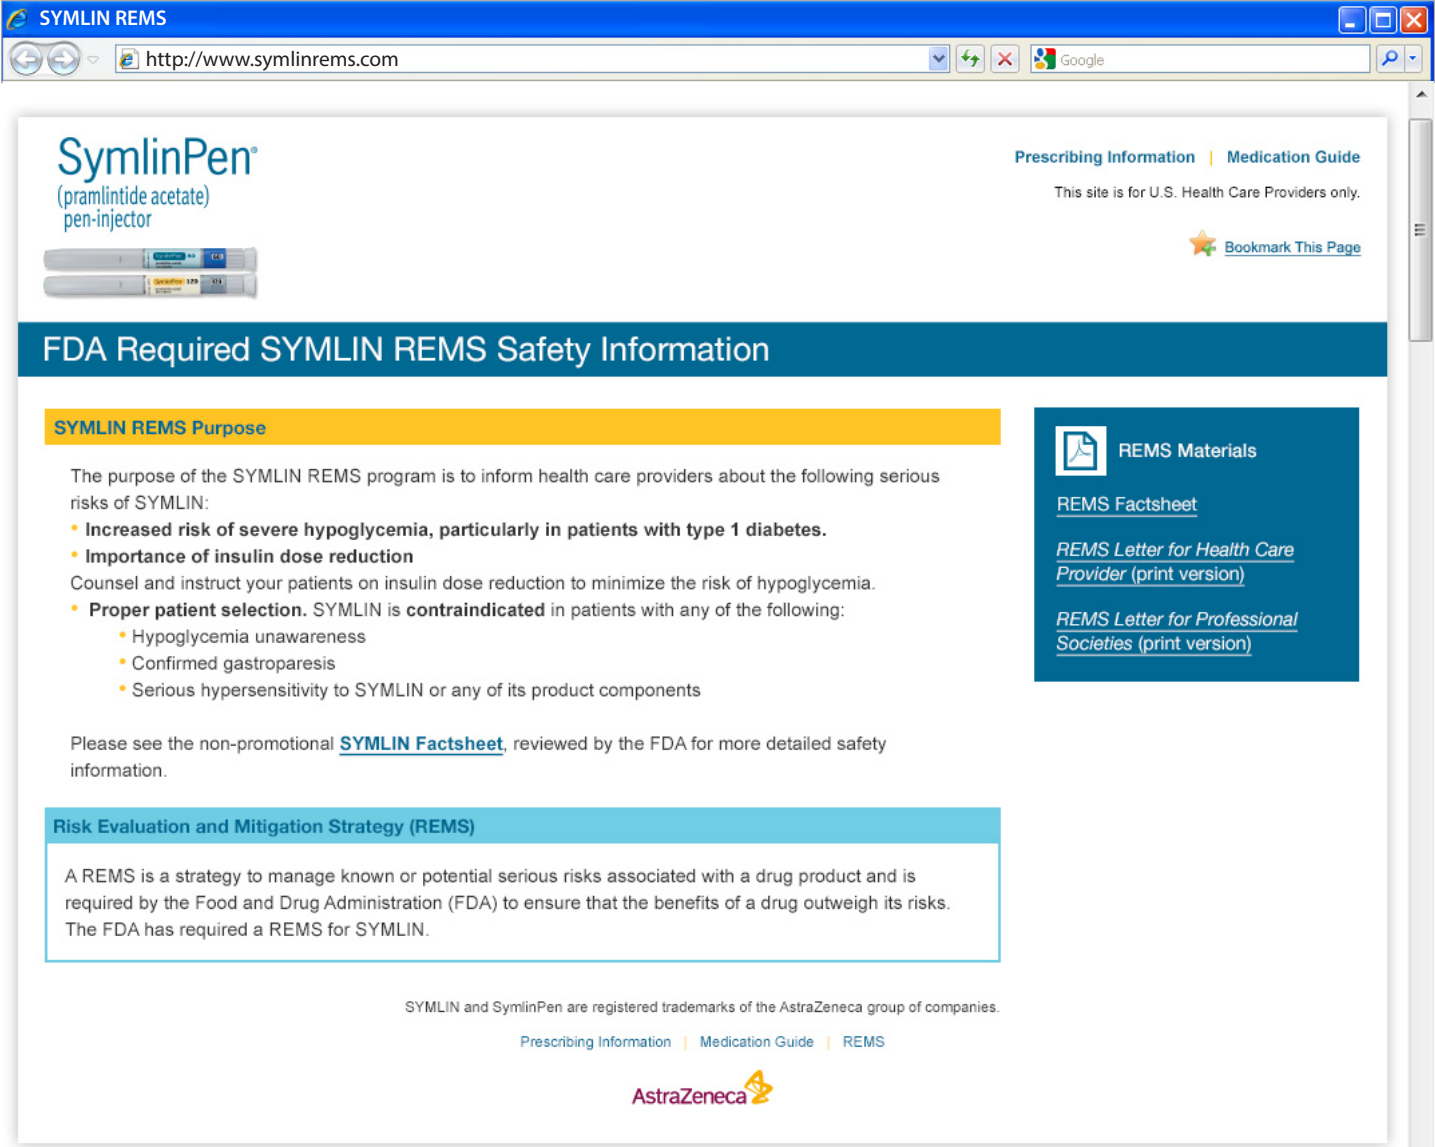 SYMLIN REMS
http://www.symlinrems.com
Google
SymlinPen®
(pramlintide acetate)
pen-injector
Prescribing Information | Medication Guide
This site is for U.S. Health Care Providers only.
Bookmark This Page
SymlinPen 60 60
SymlinPen 120 120
FDA Required SYMLIN REMS Safety Information
SYMLIN REMS Purpose
The purpose of the SYMLIN REMS program is to inform health care providers about the following serious
risks of SYMLIN:
• Increased risk of severe hypoglycemia, particularly in patients with type 1 diabetes.
• Importance of insulin dose reduction
Counsel and instruct your patients on insulin dose reduction to minimize the risk of hypoglycemia.
• Proper patient selection. SYMLIN is contraindicated in patients with any of the following:
• Hypoglycemia unawareness
• Confirmed gastroparesis
• Serious hypersensitivity to SYMLIN or any of its product components
Please see the non-promotional SYMLIN Factsheet, reviewed by the FDA for more detailed safety
information.
REMS Materials
REMS Factsheet
REMS Letter for Health Care
Provider (print version)
REMS Letter for Professional
Societies (print version)
Risk Evaluation and Mitigation Strategy (REMS)
A REMS is a strategy to manage known or potential serious risks associated with a drug product and is
required by the Food and Drug Administration (FDA) to ensure that the benefits of a drug outweigh its risks.
The FDA has required a REMS for SYMLIN.
SYMLIN and SymlinPen are registered trademarks of the AstraZeneca group of companies.
Prescribing Information | Medication Guide | REMS
AstraZeneca